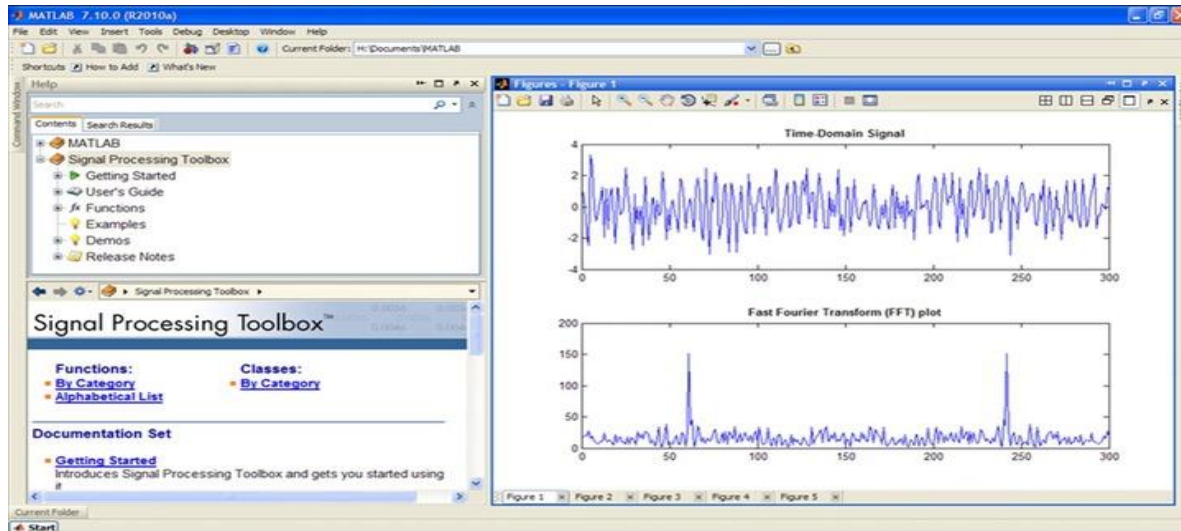 MATLAB 7.10.0 (R2010a)
File Edit View Insert Tools Debug Desktop Window Help
Current Folder: H:\Documents\MATLAB
Shortcuts How to Add What's New
Command Window
Help
Search
Contents Search Results
MATLAB
Signal Processing Toolbox
Getting Started
User's Guide
fx Functions
Examples
Demos
Release Notes
Signal Processing Toolbox
Signal Processing Toolbox™
Functions:
By Category
Alphabetical List
Classes:
By Category
Documentation Set
Getting Started
Introduces Signal Processing Toolbox and gets you started using
it
Figures - Figure 1
Time-Domain Signal
4
2
0
-2
-4
0 50 100 150 200 250 300
Fast Fourier Transform (FFT) plot
200
150
100
50
0
0 50 100 150 200 250 300
Figure 1 Figure 2 Figure 3 Figure 4 Figure 5
Current Folder
Start